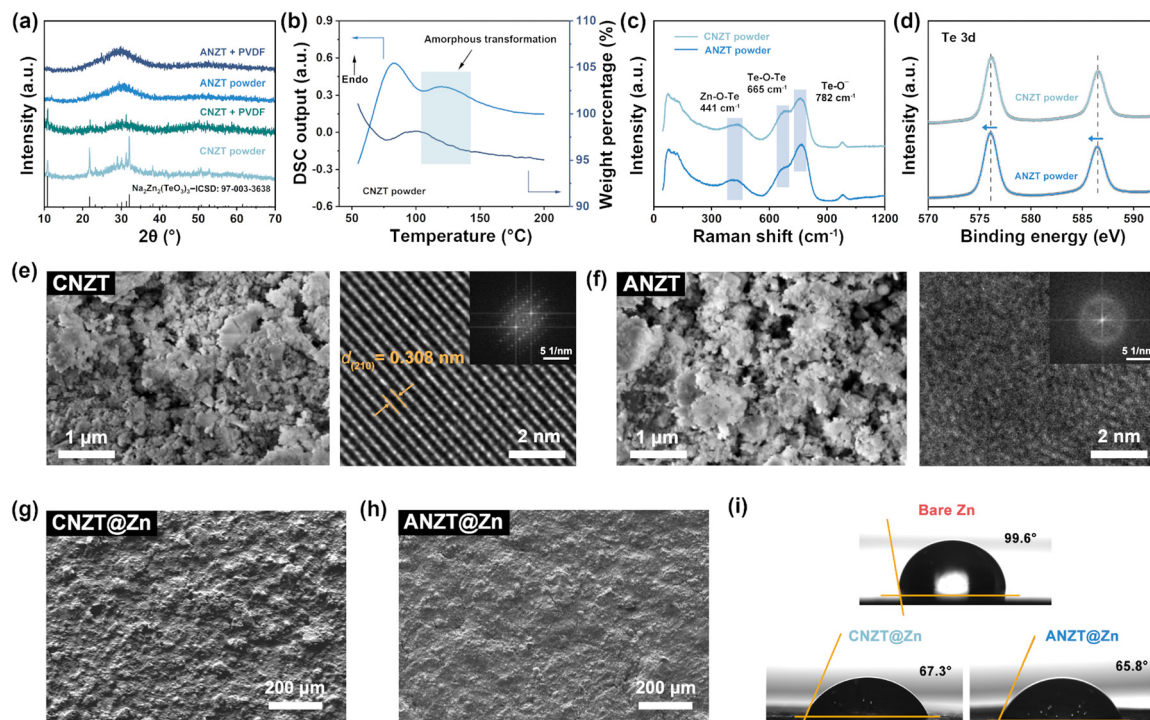 (a)
Intensity (a.u.)
ANZT + PVDF
ANZT powder
CNZT + PVDF
CNZT powder
Na₂Zn₂(TeO₃)₃−ICSD: 97-003-3638
10 20 30 40 50 60 70
2θ (°)
(b)
DSC output
0.9
0.6
0.3
0.0
-0.3
-0.6
Endo
Amorphous transformation
CNZT powder
50 100 150 200
Temperature (°C)
110
105
100
95
90
Weight percentage (%)
(c)
Intensity (a.u.)
CNZT powder
ANZT powder
Zn-O-Te
441 cm⁻¹
Te-O-Te
665 cm⁻¹
Te-O⁻
782 cm⁻¹
0 300 600 900 1200
Raman shift (cm⁻¹)
(d)
Intensity (a.u.)
Te 3d
CNZT powder
ANZT powder
570 575 580 585 590
Binding energy (eV)
(e)
CNZT
1 μm
d(210) = 0.308 nm
5 1/nm
2 nm
(f)
ANZT
1 μm
5 1/nm
2 nm
(g)
CNZT@Zn
200 μm
(h)
ANZT@Zn
200 μm
(i)
Bare Zn
99.6°
CNZT@Zn
67.3°
ANZT@Zn
65.8°